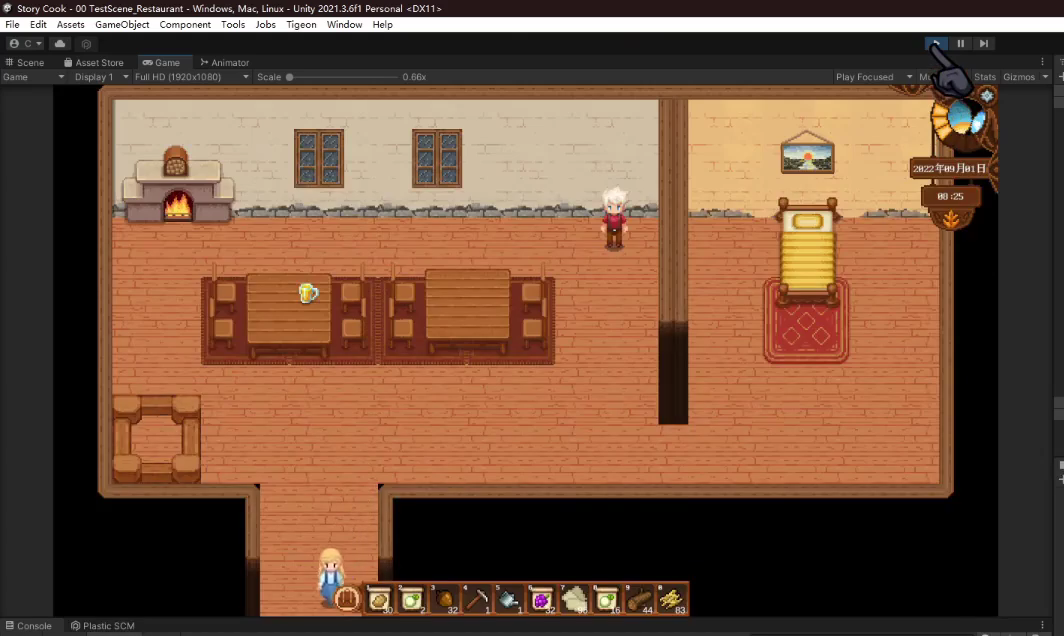 Story Cook - 00 TestScene_Restaurant - Windows, Mac, Linux - Unity 2021.3.6f1 Personal <DX11>
File Edit Assets GameObject Component Tools Jobs Tigeon Window Help
C
Scene Asset Store Game Animator
Game Display 1 Full HD (1920x1080) Scale 0.66x Play Focused Stats Gizmos
2022年09月01日
08:25
1 2 3 4 5 6 7 8 9 0
30 2 32 1 1 32 16 44 83
Console Plastic SCM